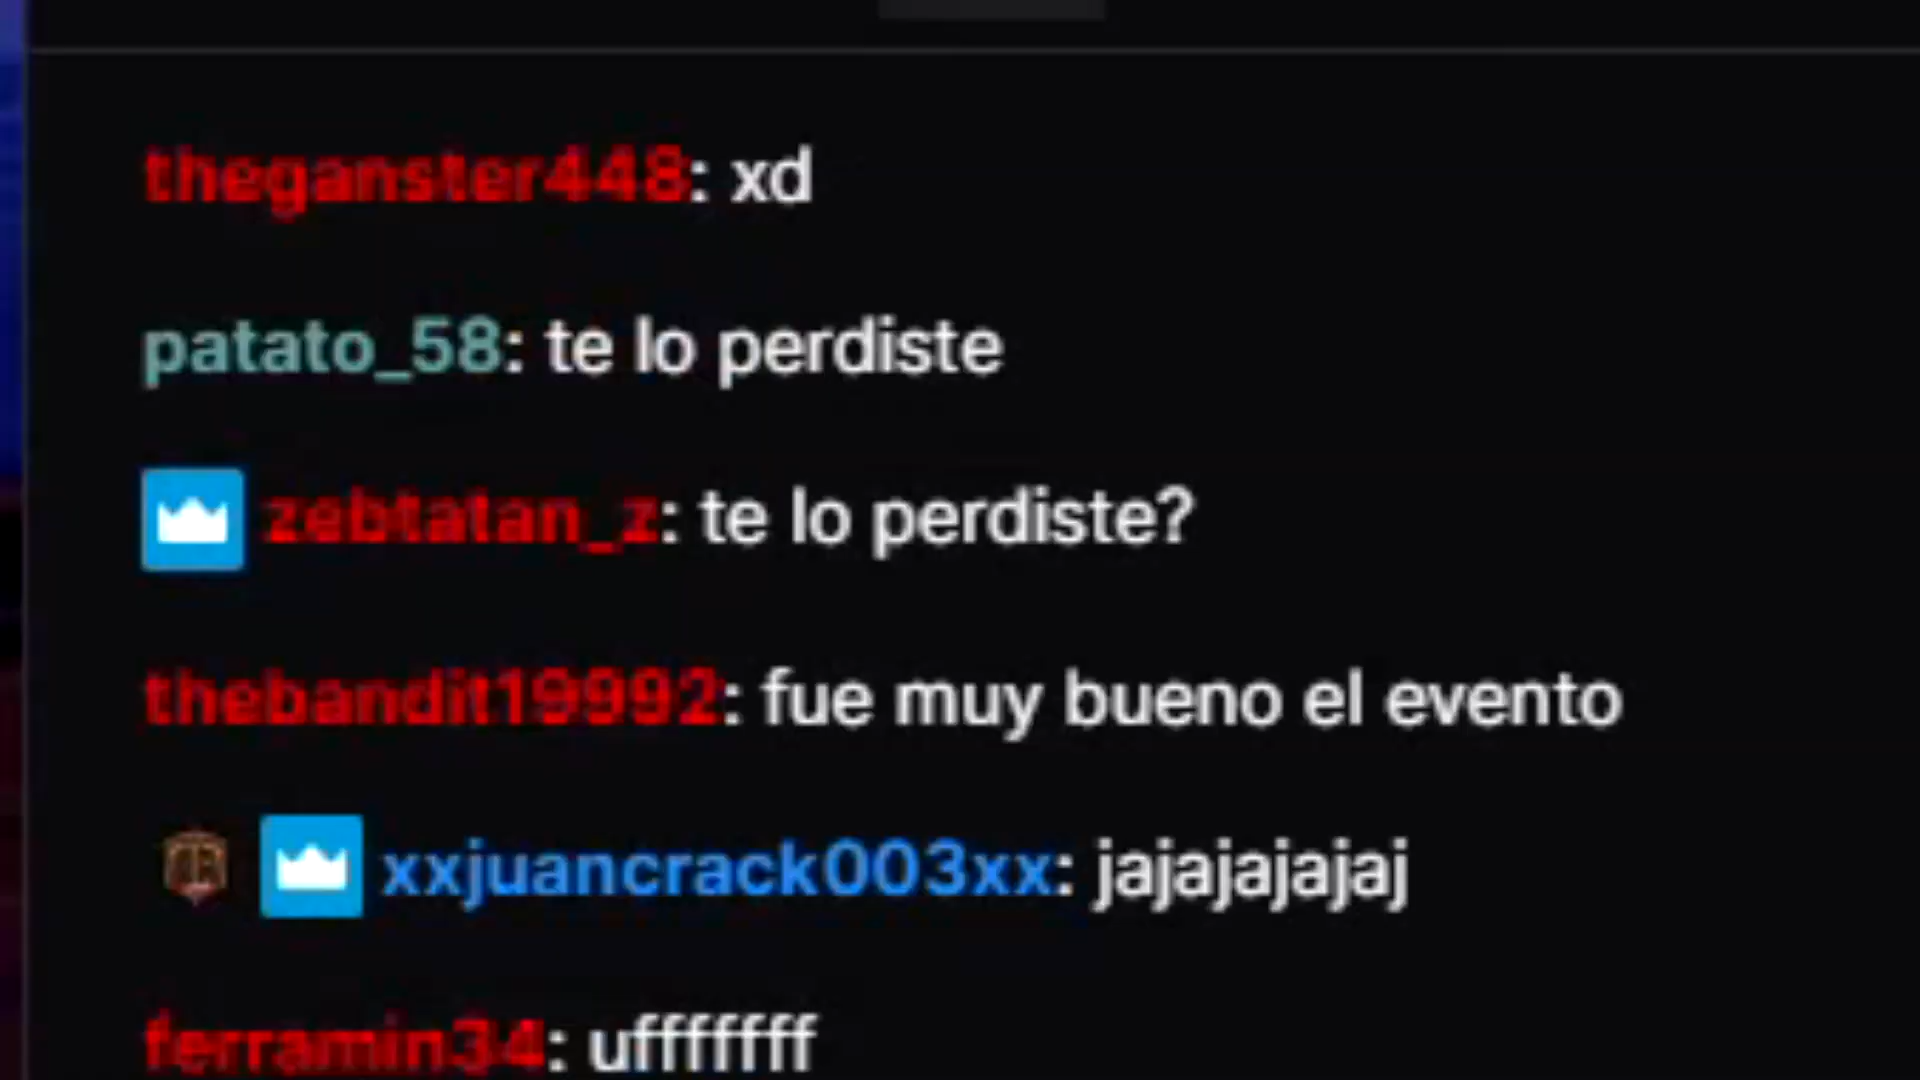 theganster448: xd
patato_58: te lo perdiste
zebtatan_z: te lo perdiste?
thebandit19992: fue muy bueno el evento
xxjuancrack003xx: jajajajajaj
ferramin34: ufffffff